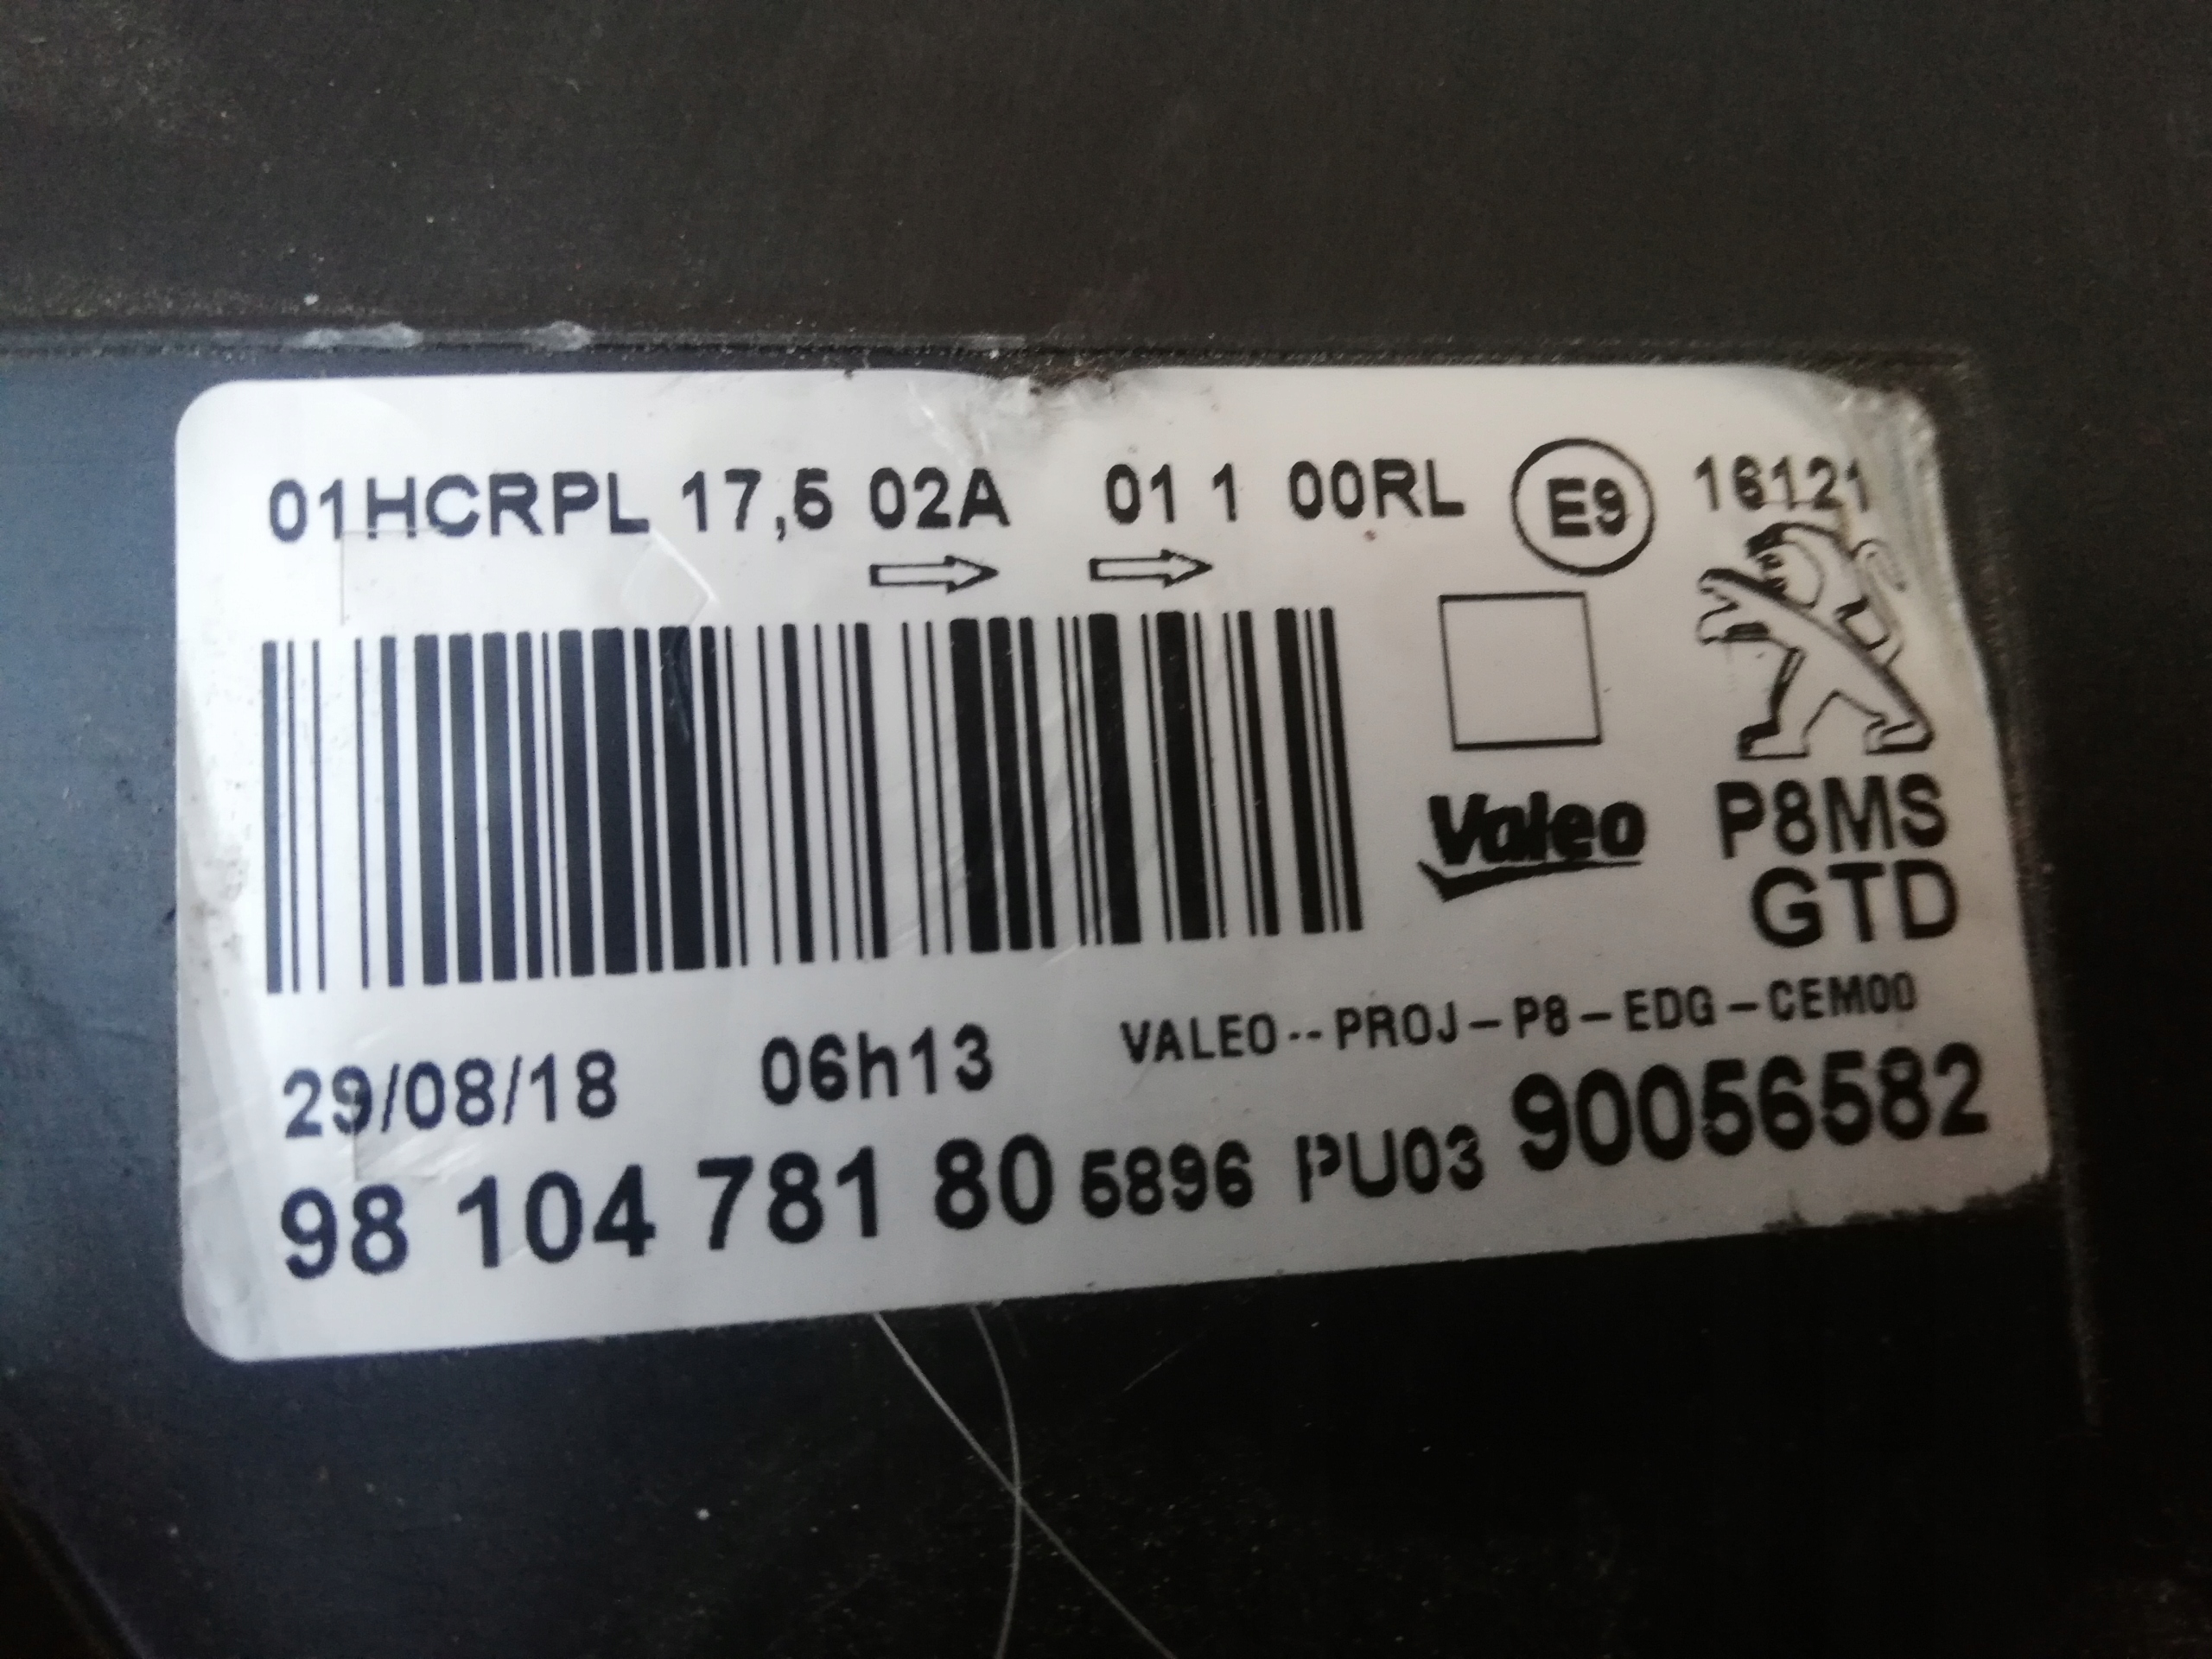 01HCRPL 17,5 02A 01 1 00RL E9 16121
Valeo
P8MS
GTD
VALEO--PROJ-P8-EDG-CEM00
29/08/18 06h13
98 104 781 80 5896 PU03 90056582